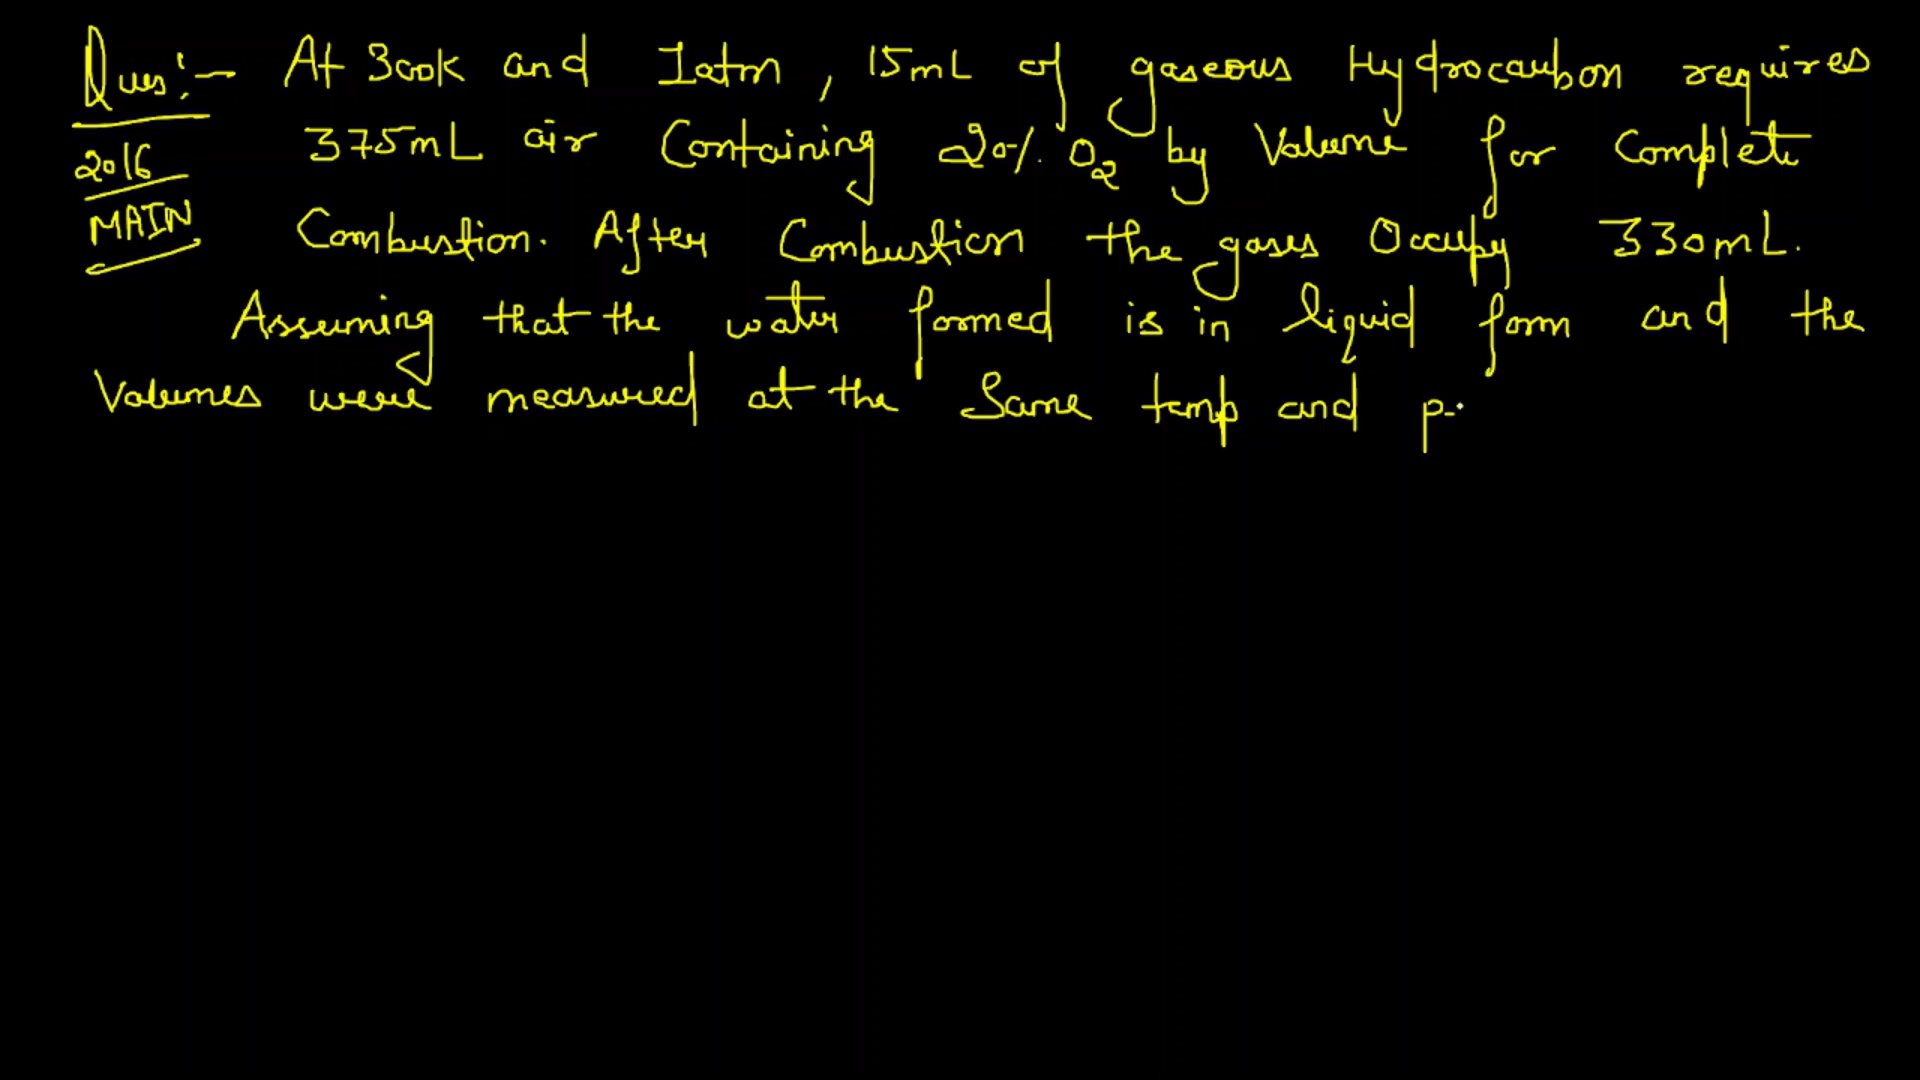 Ques:- At 300K and 1atm, 15mL of gaseous Hydrocarbon requires
2016 375mL air Containing 20% O2 by Volume for Complete
MAIN Combustion. After Combustion the gases Occupy 330mL.
Assuming that the water formed is in liquid form and the
Volumes were measured at the Same temp and p